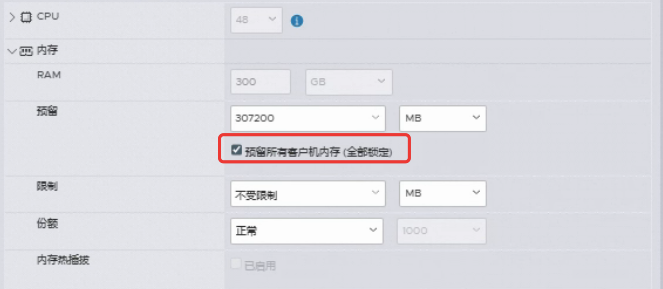 CPU
48
内存
RAM
300
GB
预留
307200
MB
预留所有客户机内存 (全部锁定)
限制
不受限制
MB
份额
正常
1000
内存热插拔
已启用